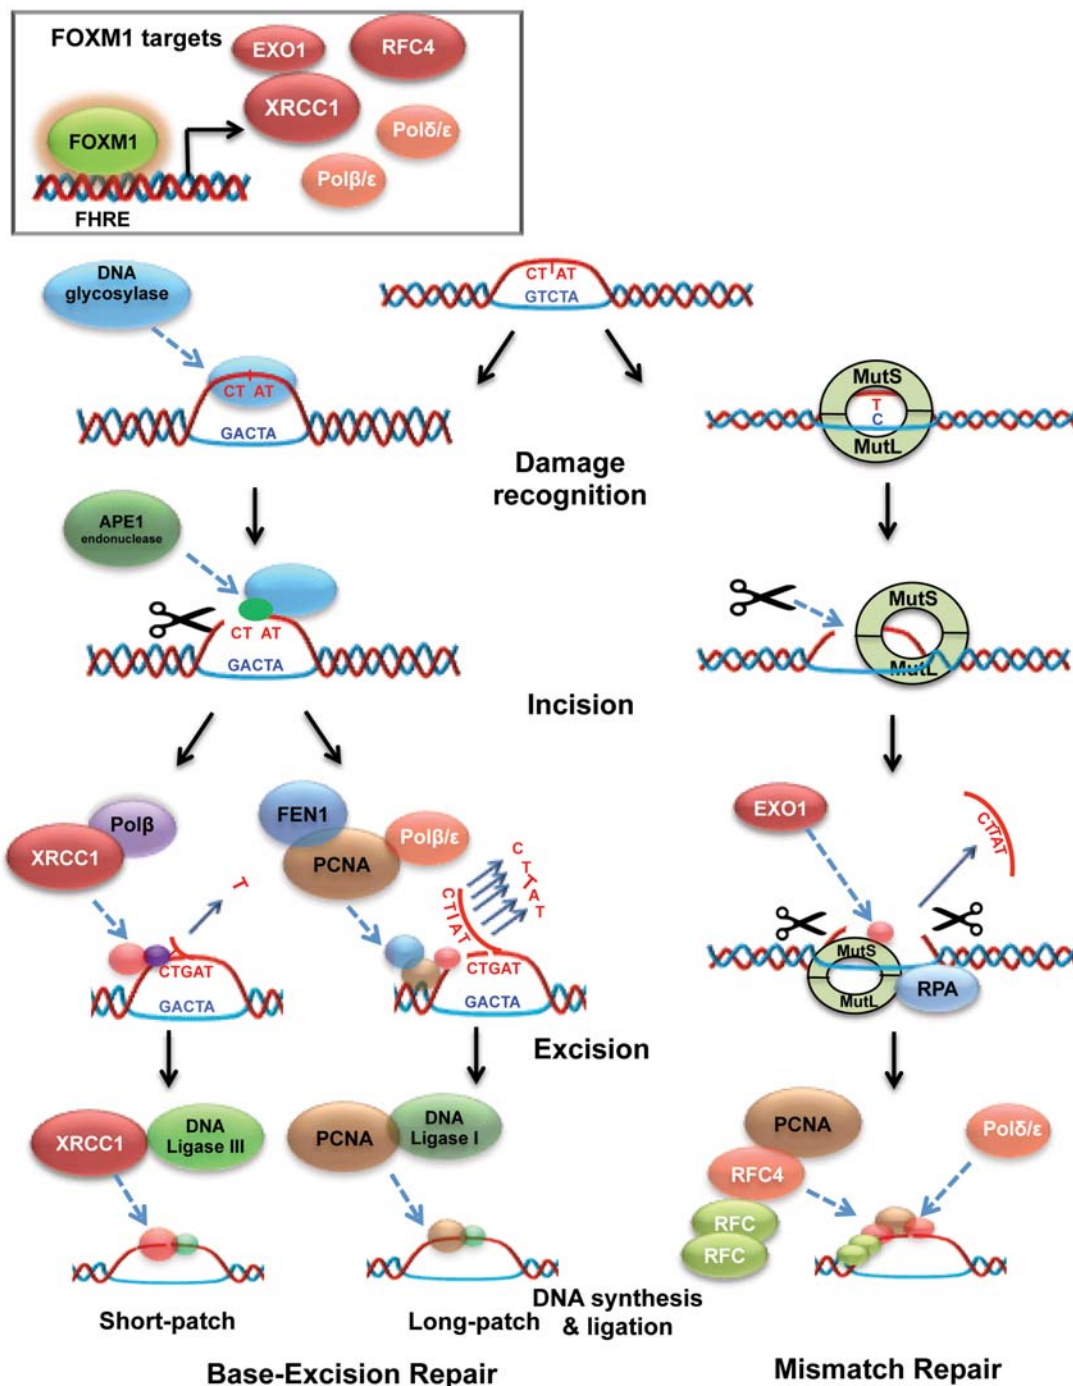 FOXM1 targets
EXO1
RFC4
XRCC1
FOXM1
Polδ/ε
Polβ/ε
FHRE
DNA
glycosylase
CT AT
GTCTA
CT AT
GACTA
MutS
T
C
MutL
Damage
recognition
APE1
endonuclease
CT AT
GACTA
MutS
MutL
Incision
Polβ
XRCC1
FEN1
PCNA
Polβ/ε
EXO1
T
CTTAT
CTTAT
CTTAT
CTGAT
GACTA
CTGAT
GACTA
MutS
MutL
RPA
Excision
XRCC1
DNA
Ligase III
PCNA
DNA
Ligase I
PCNA
Polδ/ε
RFC4
RFC
RFC
Short-patch
Long-patch
DNA synthesis
& ligation
Base-Excision Repair
Mismatch Repair